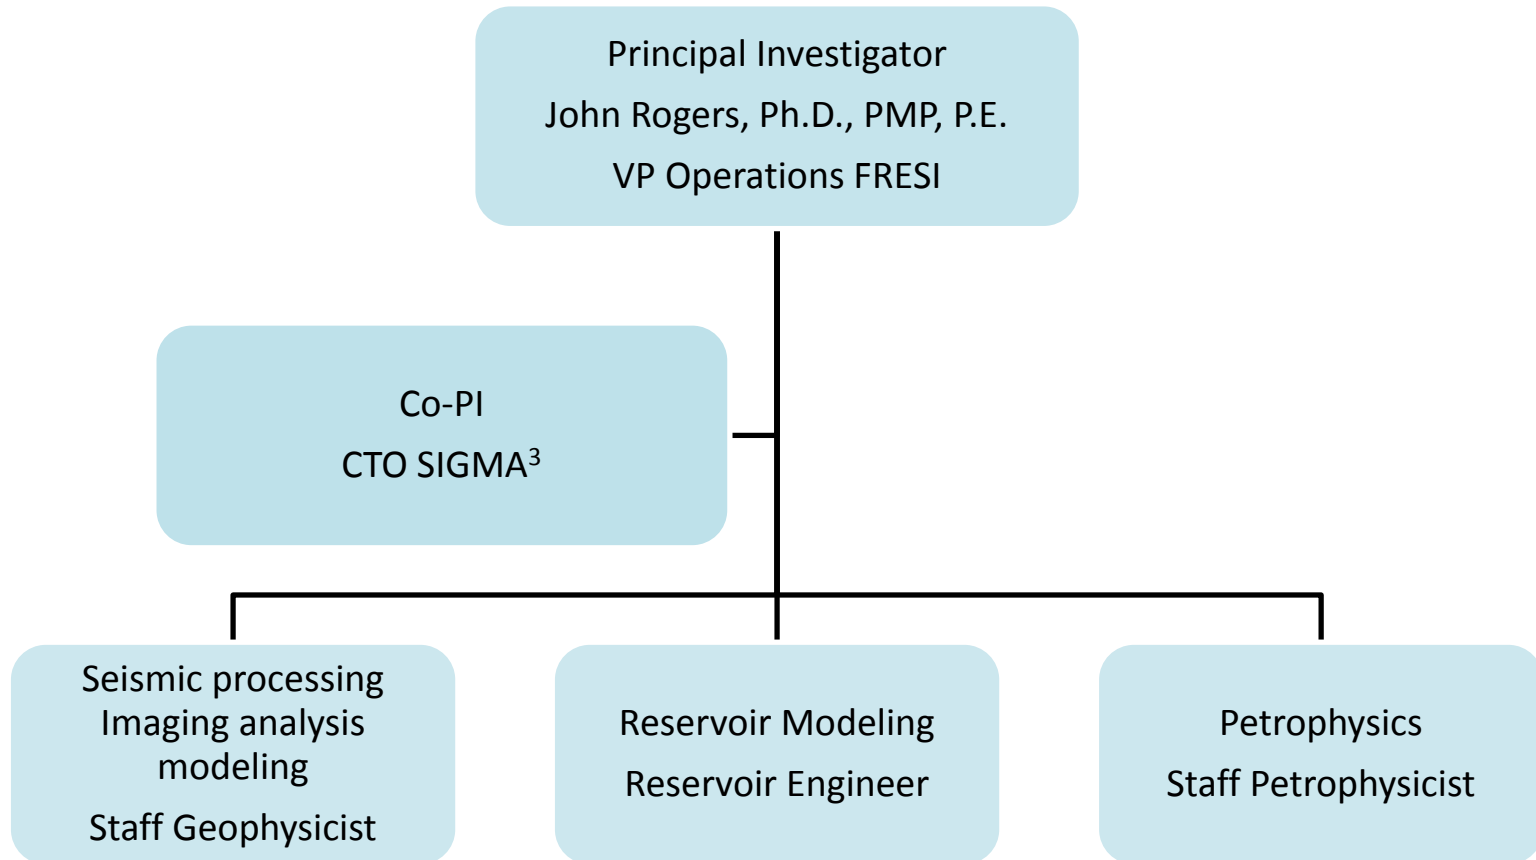 Principal Investigator
John Rogers, Ph.D., PMP, P.E.
VP Operations FRESI
Co-PI
CTO SIGMA³
Seismic processing
Imaging analysis
modeling
Staff Geophysicist
Reservoir Modeling
Reservoir Engineer
Petrophysics
Staff Petrophysicist